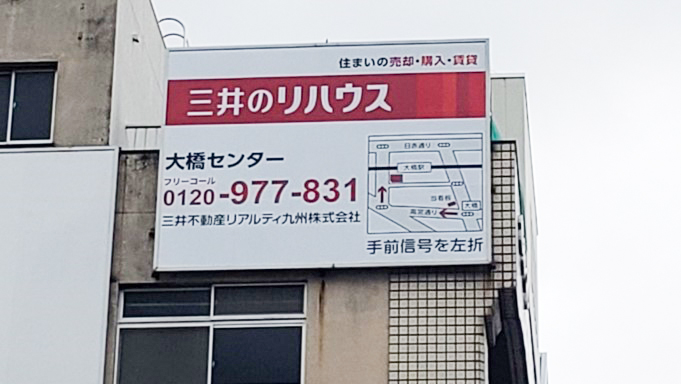 住まいの売却・購入・賃貸
三井のリハウス
大橋センター
フリーコール
0120-977-831
三井不動産リアルティ九州株式会社
日赤通り
大橋駅
当看板
大橋
高宮通り
手前信号を左折